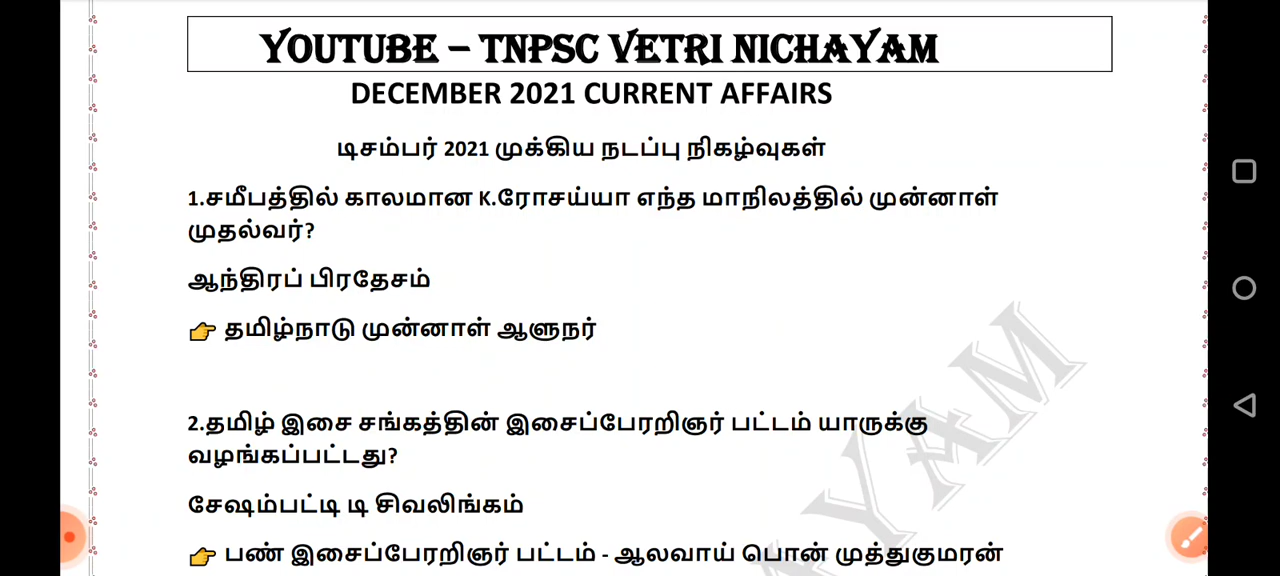 YOUTUBE – TNPSC VETRI NICHAYAM
DECEMBER 2021 CURRENT AFFAIRS
டிசம்பர் 2021 முக்கிய நடப்பு நிகழ்வுகள்
1.சமீபத்தில் காலமான K.ரோசய்யா எந்த மாநிலத்தில் முன்னாள்
முதல்வர்?
ஆந்திரப் பிரதேசம்
👉 தமிழ்நாடு முன்னாள் ஆளுநர்
2.தமிழ் இசை சங்கத்தின் இசைப்பேரறிஞர் பட்டம் யாருக்கு
வழங்கப்பட்டது?
சேஷம்பட்டி டி சிவலிங்கம்
👉 பண் இசைப்பேரறிஞர் பட்டம் - ஆலவாய் பொன் முத்துகுமரன்
YAM